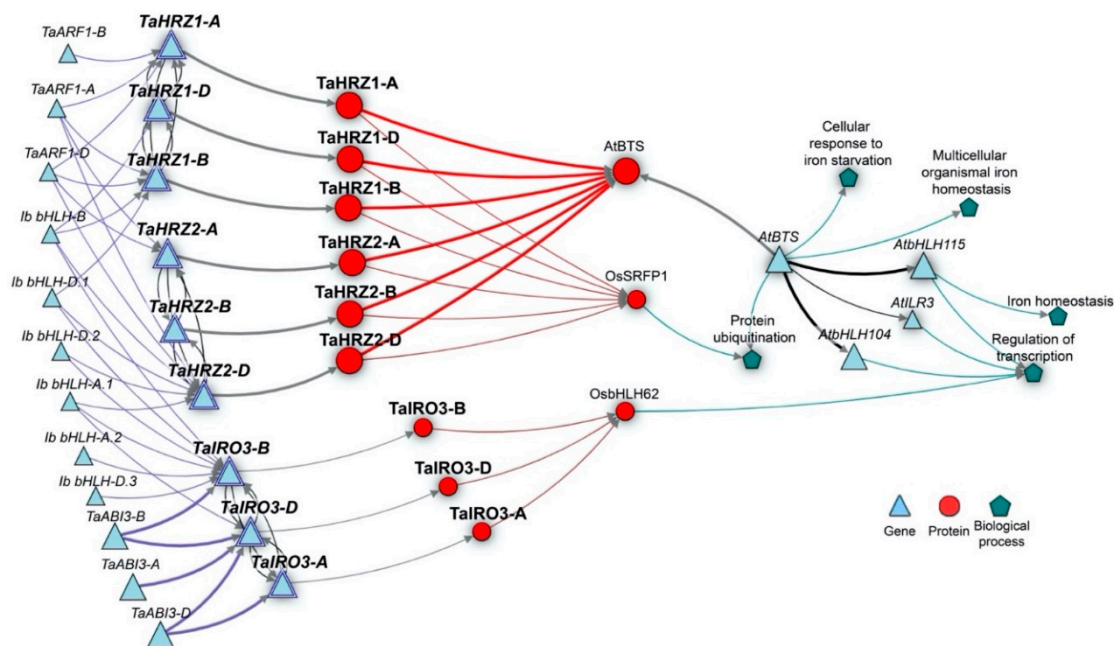 TaARF1-B
TaARF1-A
TaARF1-D
Ib bHLH-B
Ib bHLH-D.1
Ib bHLH-D.2
Ib bHLH-A.1
Ib bHLH-A.2
Ib bHLH-D.3
TaABI3-B
TaABI3-A
TaABI3-D
TaHRZ1-A
TaHRZ1-D
TaHRZ1-B
TaHRZ2-A
TaHRZ2-B
TaHRZ2-D
TaIRO3-B
TaIRO3-D
TaIRO3-A
TaHRZ1-A
TaHRZ1-D
TaHRZ1-B
TaHRZ2-A
TaHRZ2-B
TaHRZ2-D
TaIRO3-B
TaIRO3-D
TaIRO3-A
AtBTS
OsSRFP1
OsbHLH62
Cellular
response to
iron starvation
Multicellular
organismal iron
homeostasis
AtBTS
AtbHLH115
AtILR3
AtbHLH104
Protein
ubiquitination
Iron homeostasis
Regulation of
transcription
Gene
Protein
Biological
process